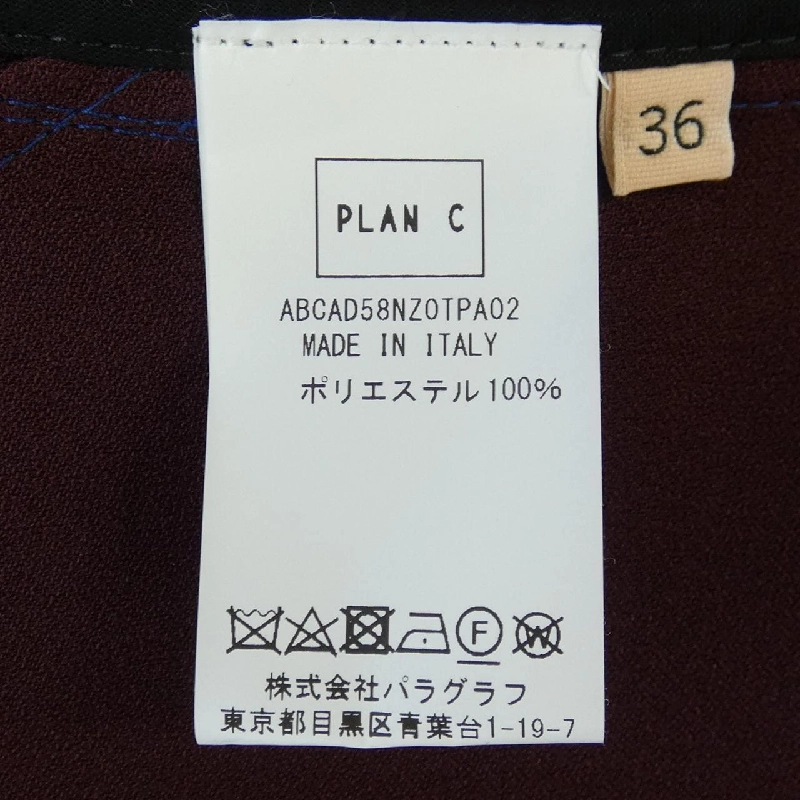 36
PLAN C
ABCAD58NZ0TPA02
MADE IN ITALY
ポリエステル100%
F
W
株式会社パラグラフ
東京都目黒区青葉台1-19-7